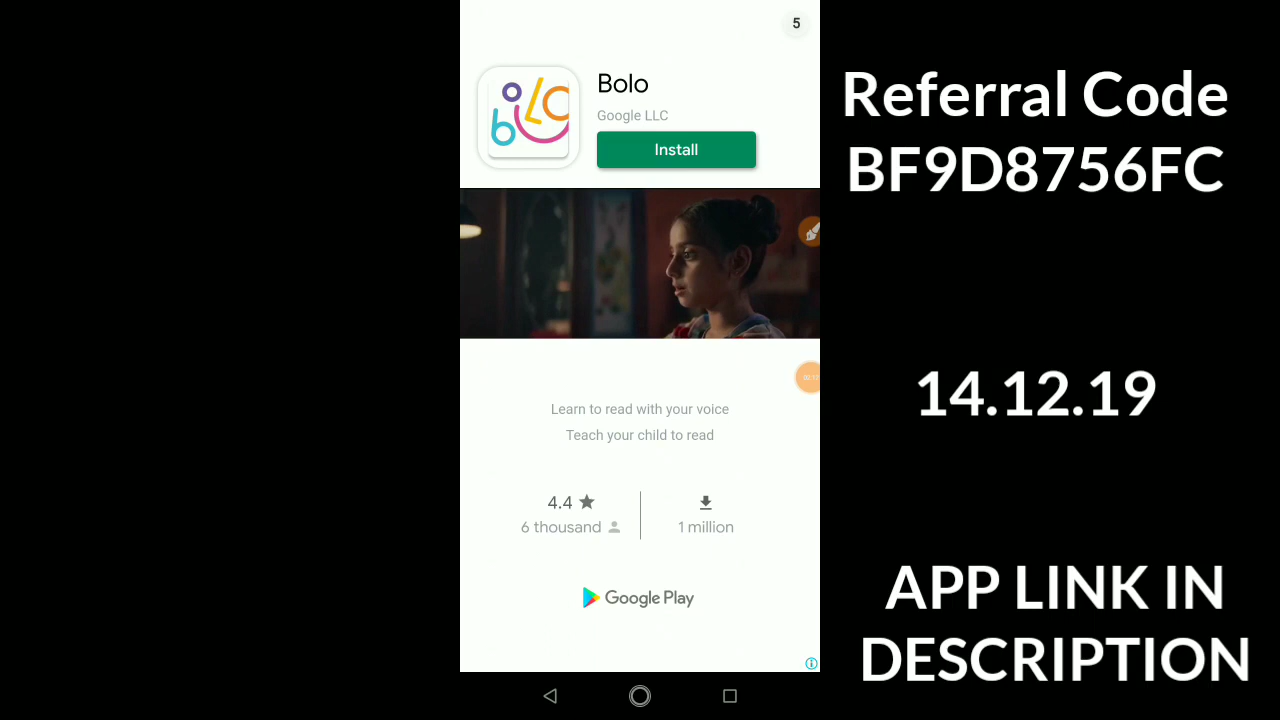 5
bolo
Bolo
Google LLC
Install
Learn to read with your voice
Teach your child to read
4.4
6 thousand
1 million
Google Play
Referral Code
BF9D8756FC
14.12.19
APP LINK IN
DESCRIPTION